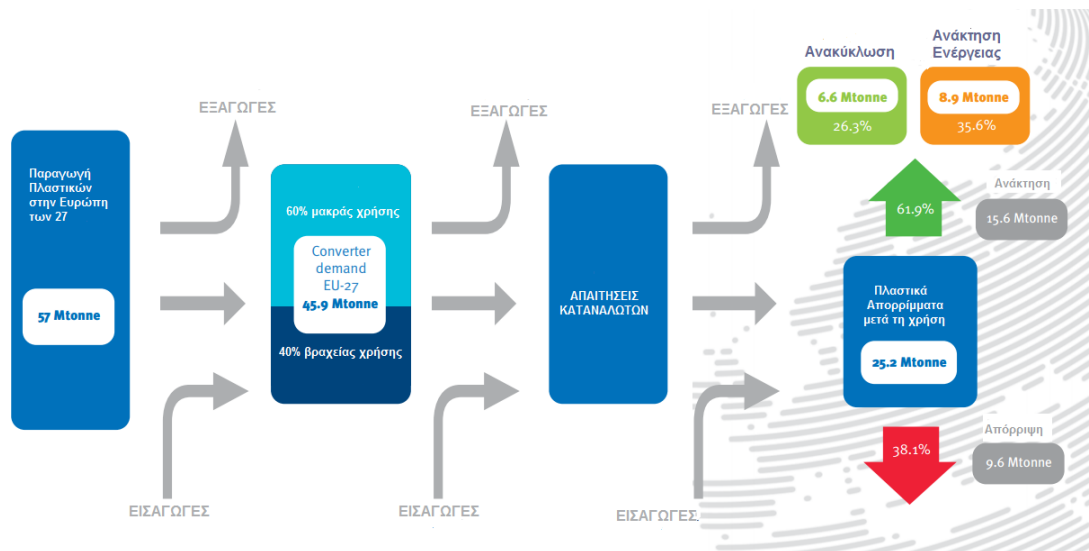 Παραγωγή
Πλαστικών
στην Ευρώπη
των 27
57 Mtonne
ΕΞΑΓΩΓΕΣ
ΕΙΣΑΓΩΓΕΣ
60% μακράς χρήσης
Converter
demand
EU-27
45.9 Mtonne
40% βραχείας χρήσης
ΕΞΑΓΩΓΕΣ
ΕΙΣΑΓΩΓΕΣ
ΑΠΑΙΤΗΣΕΙΣ
ΚΑΤΑΝΑΛΩΤΩΝ
ΕΞΑΓΩΓΕΣ
ΕΙΣΑΓΩΓΕΣ
Ανακύκλωση
6.6 Mtonne
26.3%
Ανάκτηση
Ενέργειας
8.9 Mtonne
35.6%
61.9%
Ανάκτηση
15.6 Mtonne
Πλαστικά
Απορρίμματα
μετά τη χρήση
25.2 Mtonne
38.1%
Απόρριψη
9.6 Mtonne